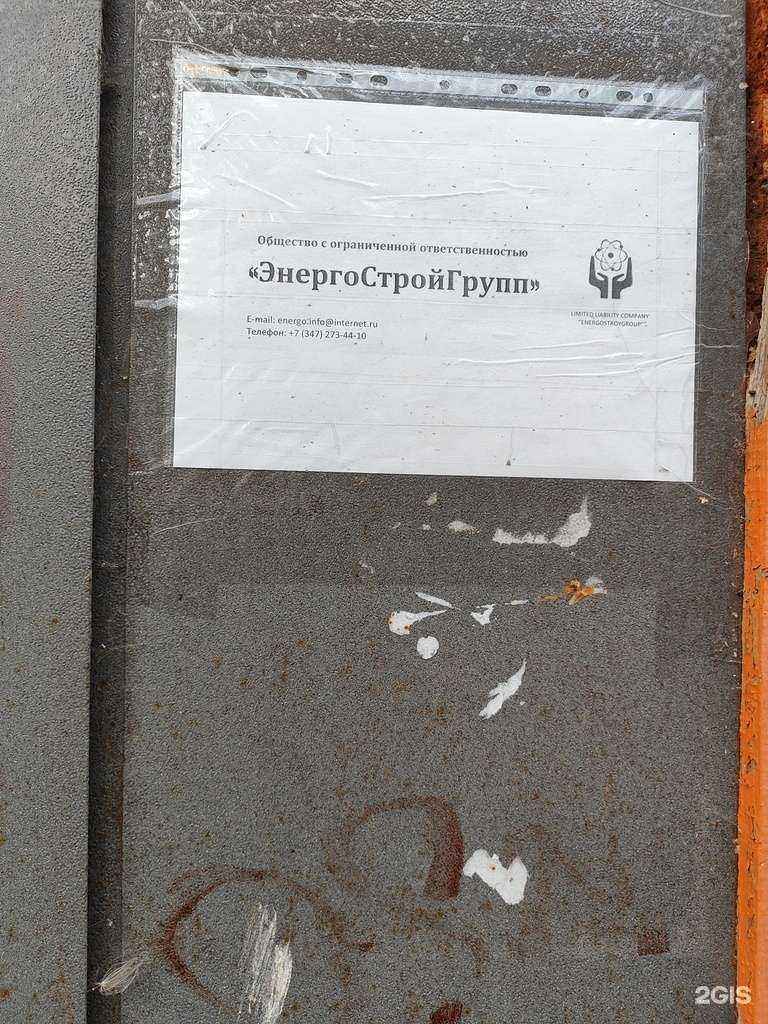 Общество с ограниченной ответственностью
«ЭнергоСтройГрупп»
E-mail: energo.info@internet.ru
Телефон: +7 (347) 273-44-10
LIMITED LIABILITY COMPANY
"ENERGOSTROYGROUP".
2GIS